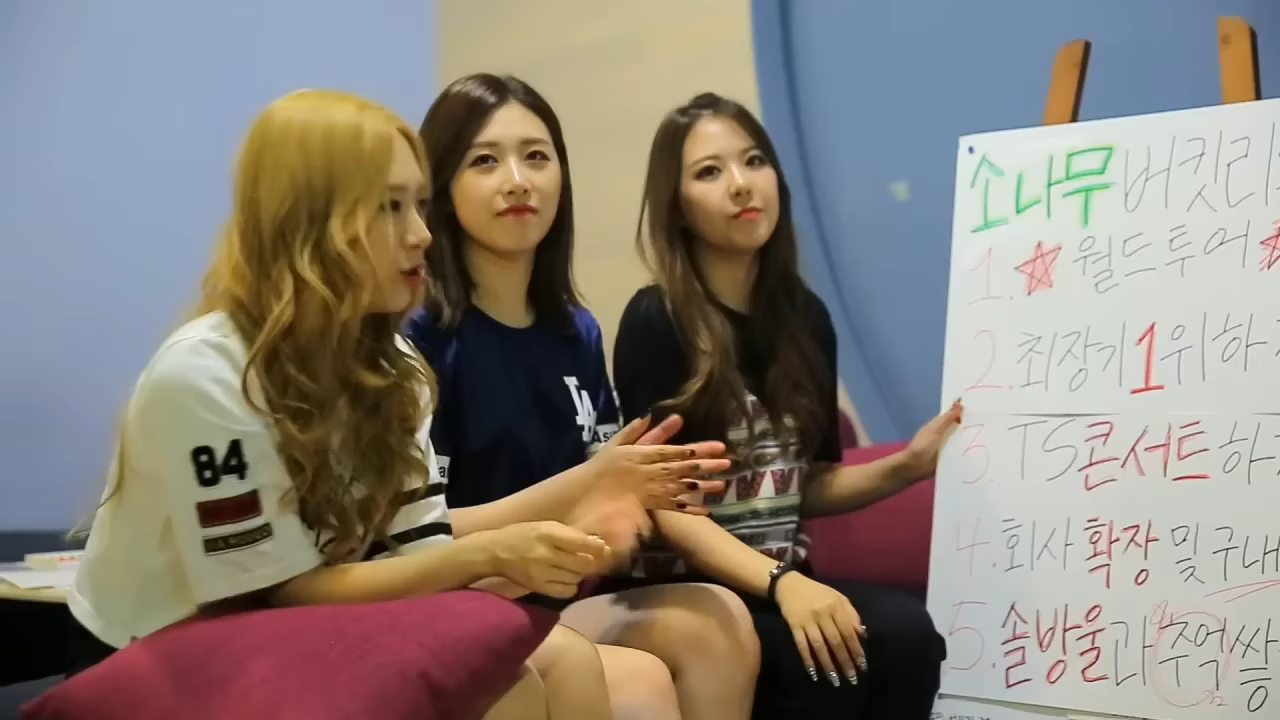 소나무 버킷리
1. 월드투어
2. 최장기 1위하
3. TS콘서트하
4. 회사 확장 및 구내
5. 솔방울과 추억 쌓
84
LA